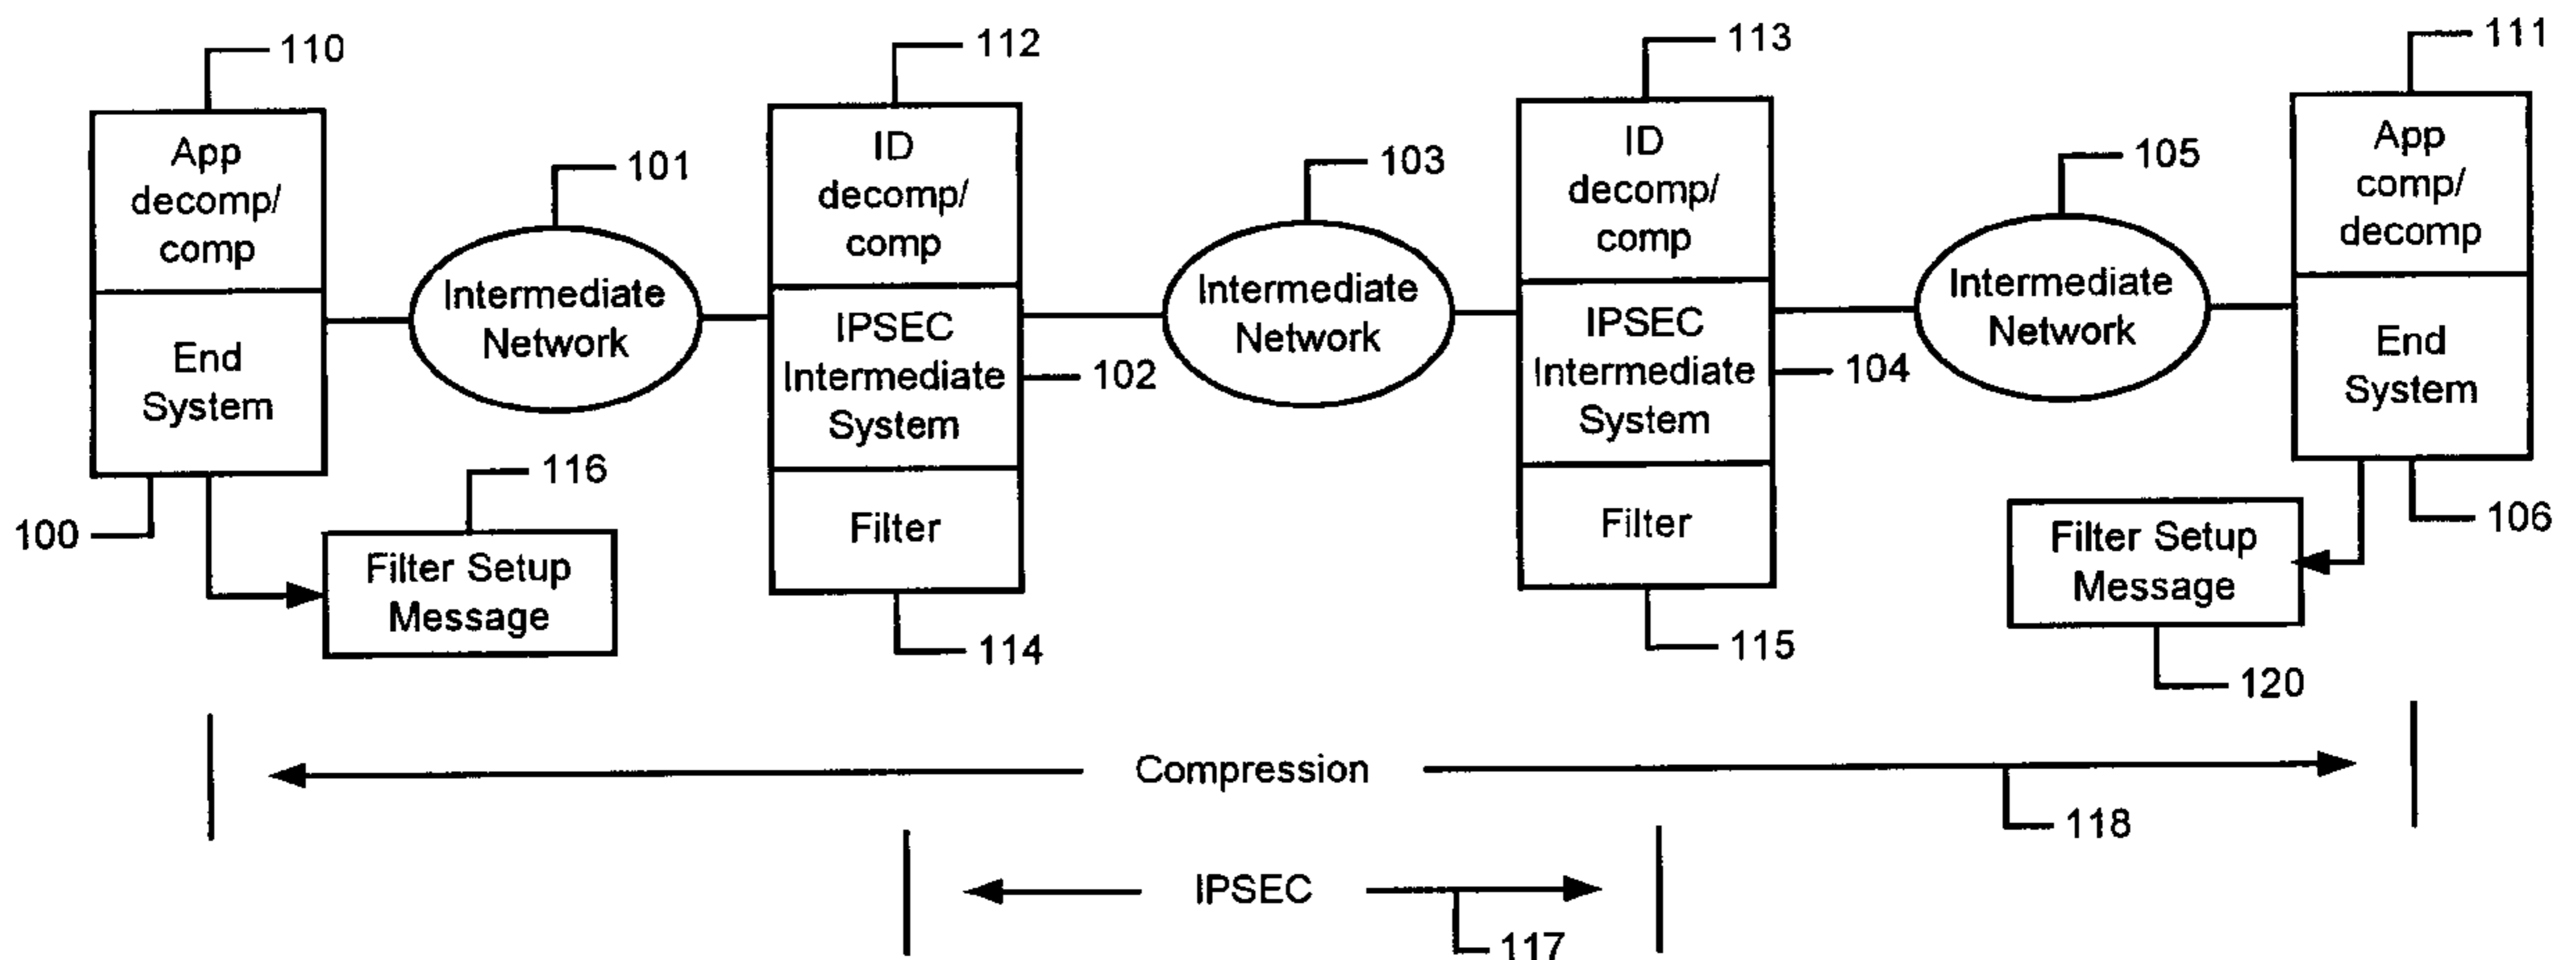 110
112
113
111
App
decomp/
comp
End
System
100
101
Intermediate
Network
116
Filter Setup
Message
ID
decomp/
comp
IPSEC
Intermediate
System
Filter
102
114
103
Intermediate
Network
ID
decomp/
comp
IPSEC
Intermediate
System
Filter
104
115
105
Intermediate
Network
App
comp/
decomp
End
System
106
Filter Setup
Message
120
Compression
118
IPSEC
117